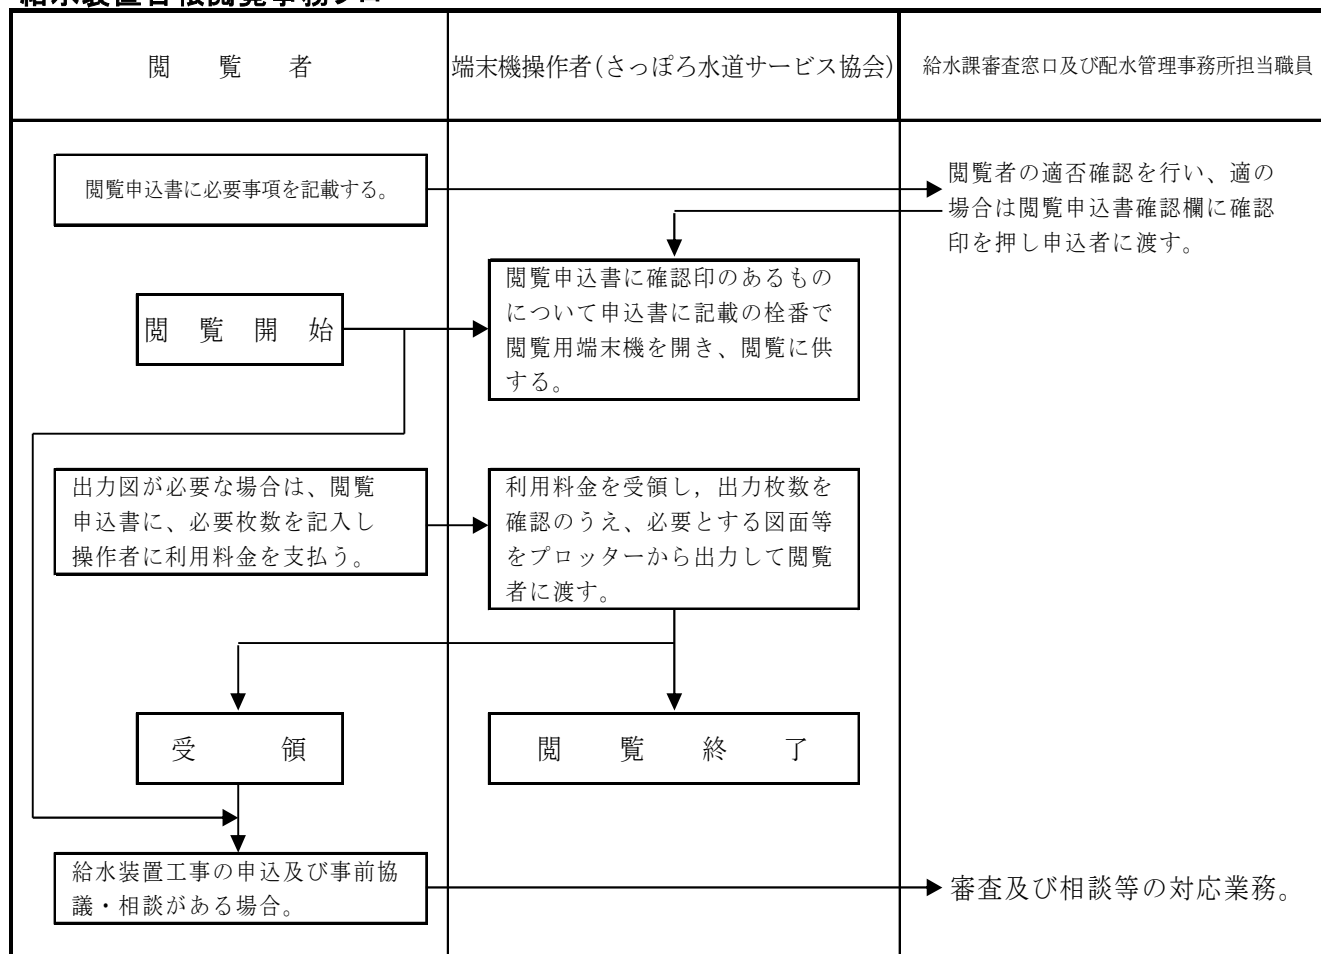 給水装置台帳閲覧事務フロー
閲覧者
端末機操作者(さっぽろ水道サービス協会)
給水課審査窓口及び配水管理事務所担当職員
閲覧申込書に必要事項を記載する。
閲覧者の適否確認を行い、適の
場合は閲覧申込書確認欄に確認
印を押し申込者に渡す。
閲覧開始
閲覧申込書に確認印のあるもの
について申込書に記載の栓番で
閲覧用端末機を開き、閲覧に供
する。
出力図が必要な場合は、閲覧
申込書に、必要枚数を記入し
操作者に利用料金を支払う。
利用料金を受領し，出力枚数を
確認のうえ、必要とする図面等
をプロッターから出力して閲覧
者に渡す。
受領
閲覧終了
給水装置工事の申込及び事前協
議・相談がある場合。
審査及び相談等の対応業務。